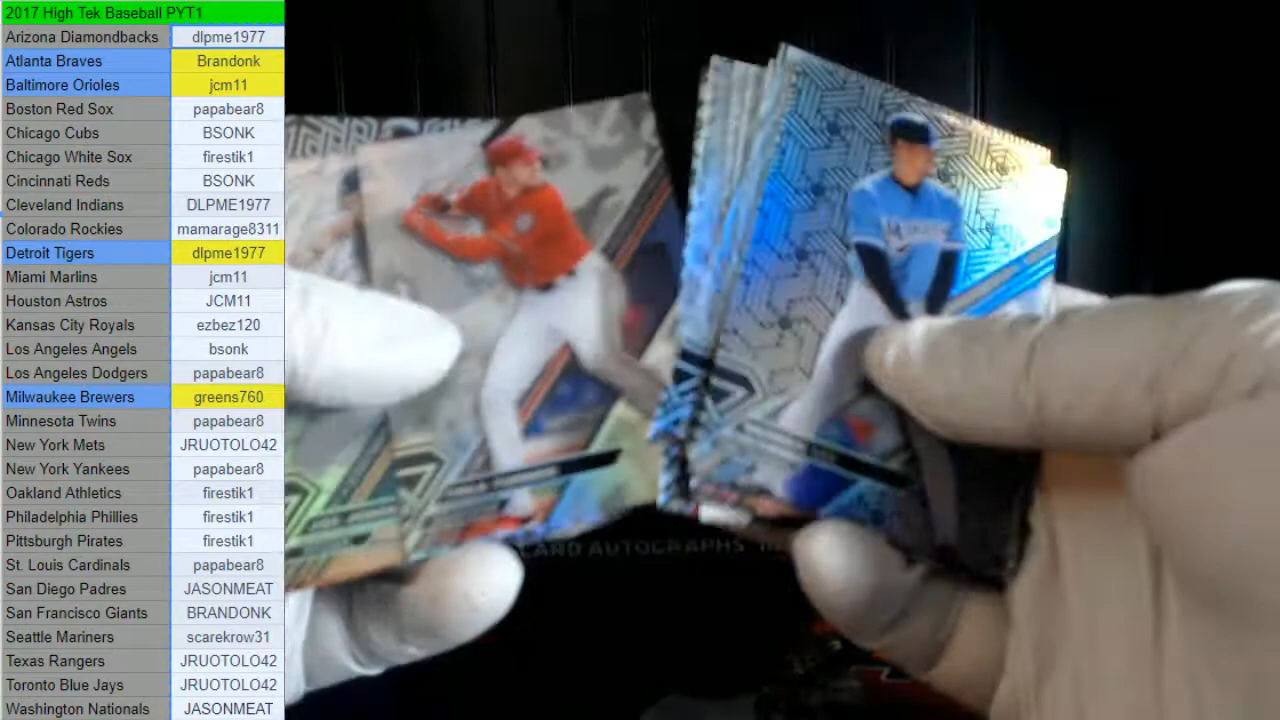 2017 High Tek Baseball PYT1
Arizona Diamondbacks dlpme1977
Atlanta Braves Brandonk
Baltimore Orioles jcm11
Boston Red Sox papabear8
Chicago Cubs BSONK
Chicago White Sox firestik1
Cincinnati Reds BSONK
Cleveland Indians DLPME1977
Colorado Rockies mamarage8311
Detroit Tigers dlpme1977
Miami Marlins jcm11
Houston Astros JCM11
Kansas City Royals ezbez120
Los Angeles Angels bsonk
Los Angeles Dodgers papabear8
Milwaukee Brewers greens760
Minnesota Twins papabear8
New York Mets JRUOTOLO42
New York Yankees papabear8
Oakland Athletics firestik1
Philadelphia Phillies firestik1
Pittsburgh Pirates firestik1
St. Louis Cardinals papabear8
San Diego Padres JASONMEAT
San Francisco Giants BRANDONK
Seattle Mariners scarekrow31
Texas Rangers JRUOTOLO42
Toronto Blue Jays JRUOTOLO42
Washington Nationals JASONMEAT
CARD AUTOGRAPHS